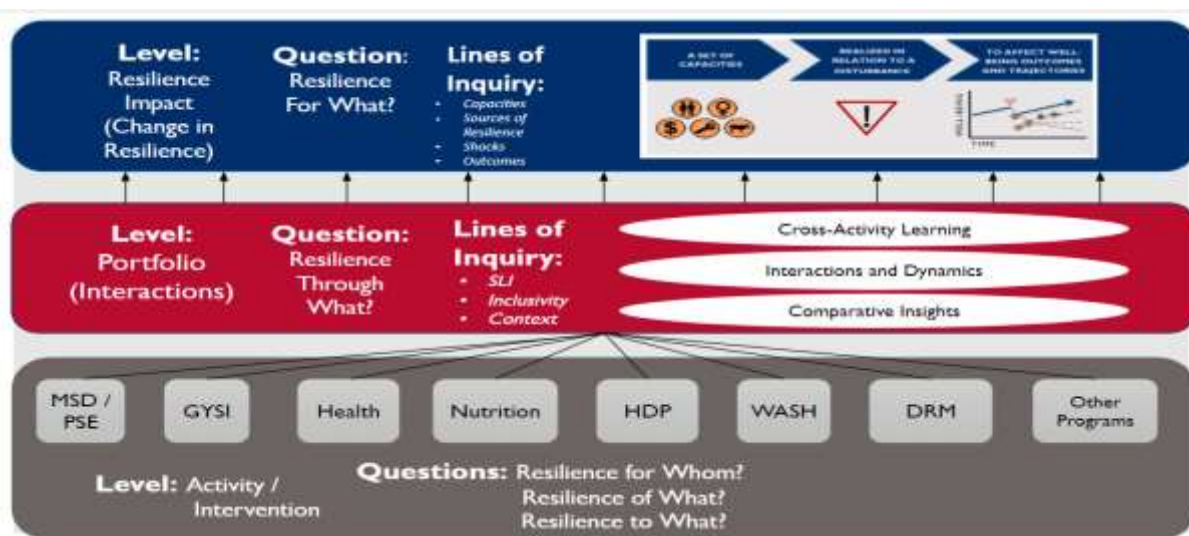 Level:
Resilience
Impact
(Change in
Resilience)
Question:
Resilience
For What?
Lines of
Inquiry:
• Capacities
• Sources of
Resilience
• Shocks
• Outcomes
A SET OF
CAPACITIES
REALIZED IN
RELATION TO A
DISTURBANCE
TO AFFECT WELL-
BEING OUTCOMES
AND TRAJECTORIES
$
!
WELL-BEING
TIME
Level:
Portfolio
(Interactions)
Question:
Resilience
Through
What?
Lines of
Inquiry:
• SLI
• Inclusivity
• Context
Cross-Activity Learning
Interactions and Dynamics
Comparative Insights
MSD /
PSE
GYSI
Health
Nutrition
HDP
WASH
DRM
Other
Programs
Level: Activity /
Intervention
Questions: Resilience for Whom?
Resilience of What?
Resilience to What?